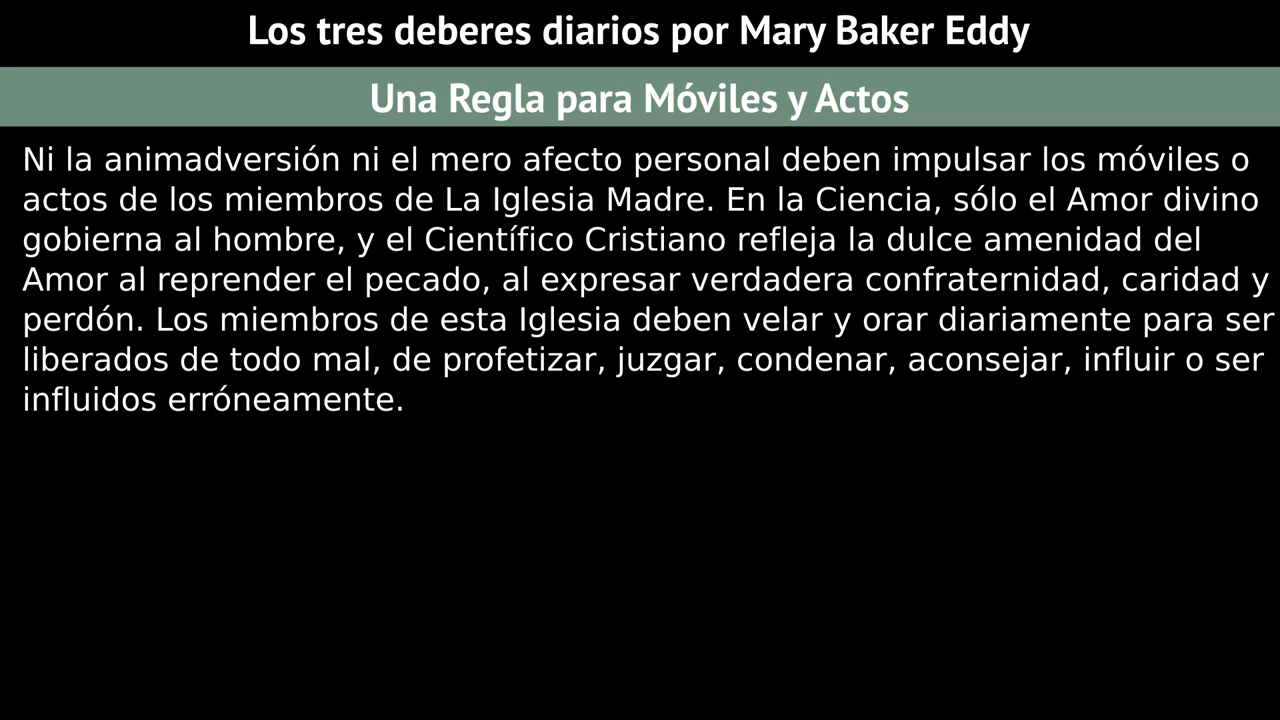 Los tres deberes diarios por Mary Baker Eddy
Una Regla para Móviles y Actos
Ni la animadversión ni el mero afecto personal deben impulsar los móviles o
actos de los miembros de La Iglesia Madre. En la Ciencia, sólo el Amor divino
gobierna al hombre, y el Científico Cristiano refleja la dulce amenidad del
Amor al reprender el pecado, al expresar verdadera confraternidad, caridad y
perdón. Los miembros de esta Iglesia deben velar y orar diariamente para ser
liberados de todo mal, de profetizar, juzgar, condenar, aconsejar, influir o ser
influidos erróneamente.